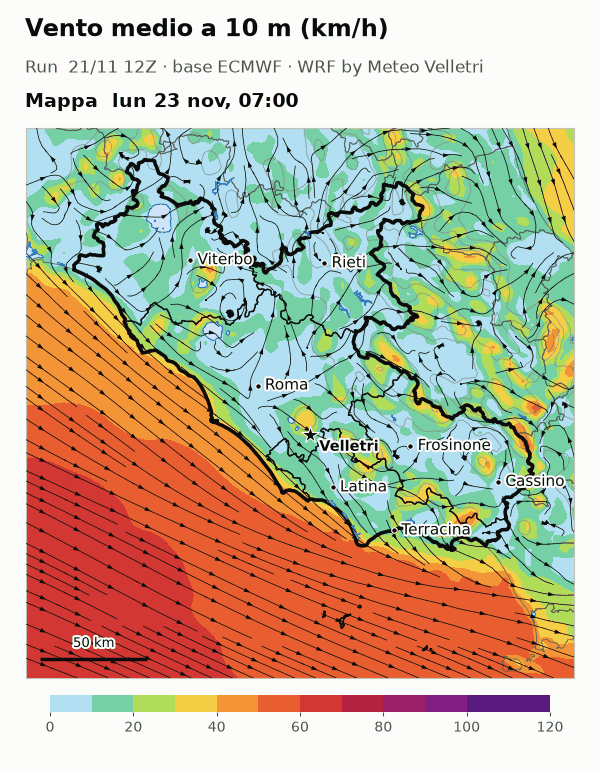 Vento medio a 10 m (km/h)
Run 21/11 12Z · base ECMWF · WRF by Meteo Velletri
Mappa lun 23 nov, 07:00
Viterbo
Rieti
Roma
Velletri
Frosinone
Latina
Cassino
Terracina
50 km
0 20 40 60 80 100 120